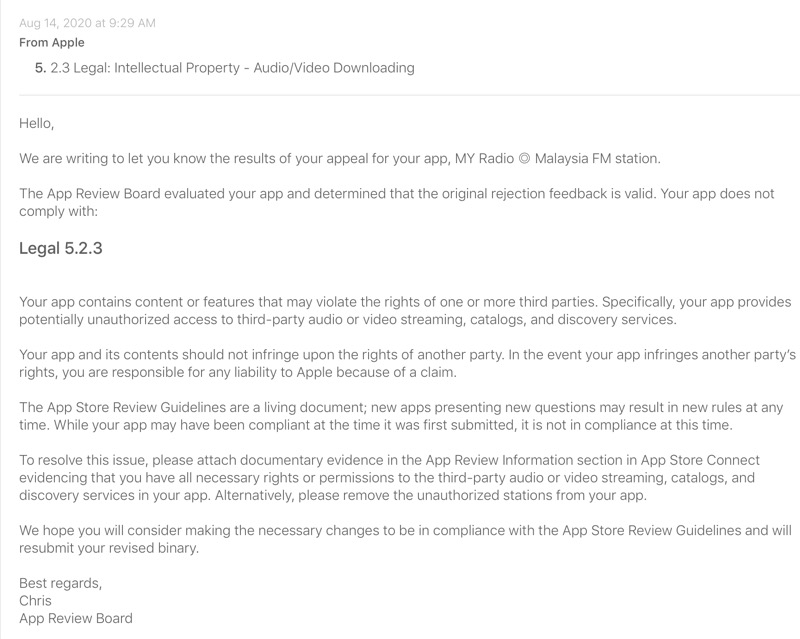 Aug 14, 2020 at 9:29 AM
From Apple
5. 2.3 Legal: Intellectual Property - Audio/Video Downloading
Hello,
We are writing to let you know the results of your appeal for your app, MY Radio ◎ Malaysia FM station.
The App Review Board evaluated your app and determined that the original rejection feedback is valid. Your app does not
comply with:
Legal 5.2.3
Your app contains content or features that may violate the rights of one or more third parties. Specifically, your app provides
potentially unauthorized access to third-party audio or video streaming, catalogs, and discovery services.
Your app and its contents should not infringe upon the rights of another party. In the event your app infringes another party's
rights, you are responsible for any liability to Apple because of a claim.
The App Store Review Guidelines are a living document; new apps presenting new questions may result in new rules at any
time. While your app may have been compliant at the time it was first submitted, it is not in compliance at this time.
To resolve this issue, please attach documentary evidence in the App Review Information section in App Store Connect
evidencing that you have all necessary rights or permissions to the third-party audio or video streaming, catalogs, and
discovery services in your app. Alternatively, please remove the unauthorized stations from your app.
We hope you will consider making the necessary changes to be in compliance with the App Store Review Guidelines and will
resubmit your revised binary.
Best regards,
Chris
App Review Board